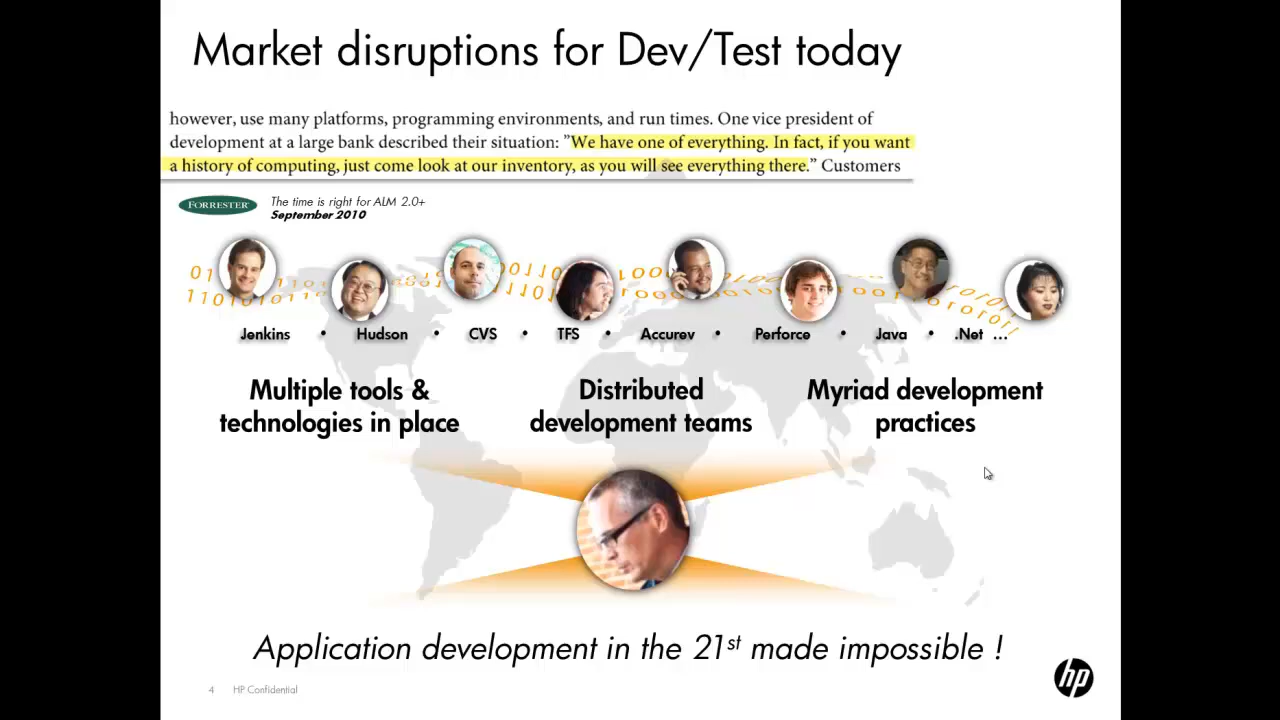 Market disruptions for Dev/Test today
however, use many platforms, programming environments, and run times. One vice president of
development at a large bank described their situation: "We have one of everything. In fact, if you want
a history of computing, just come look at our inventory, as you will see everything there." Customers
FORRESTER
The time is right for ALM 2.0+
September 2010
Jenkins • Hudson • CVS • TFS • Accurev • Perforce • Java • .Net ...
Multiple tools &
technologies in place
Distributed
development teams
Myriad development
practices
Application development in the 21st made impossible !
4 HP Confidential
hp